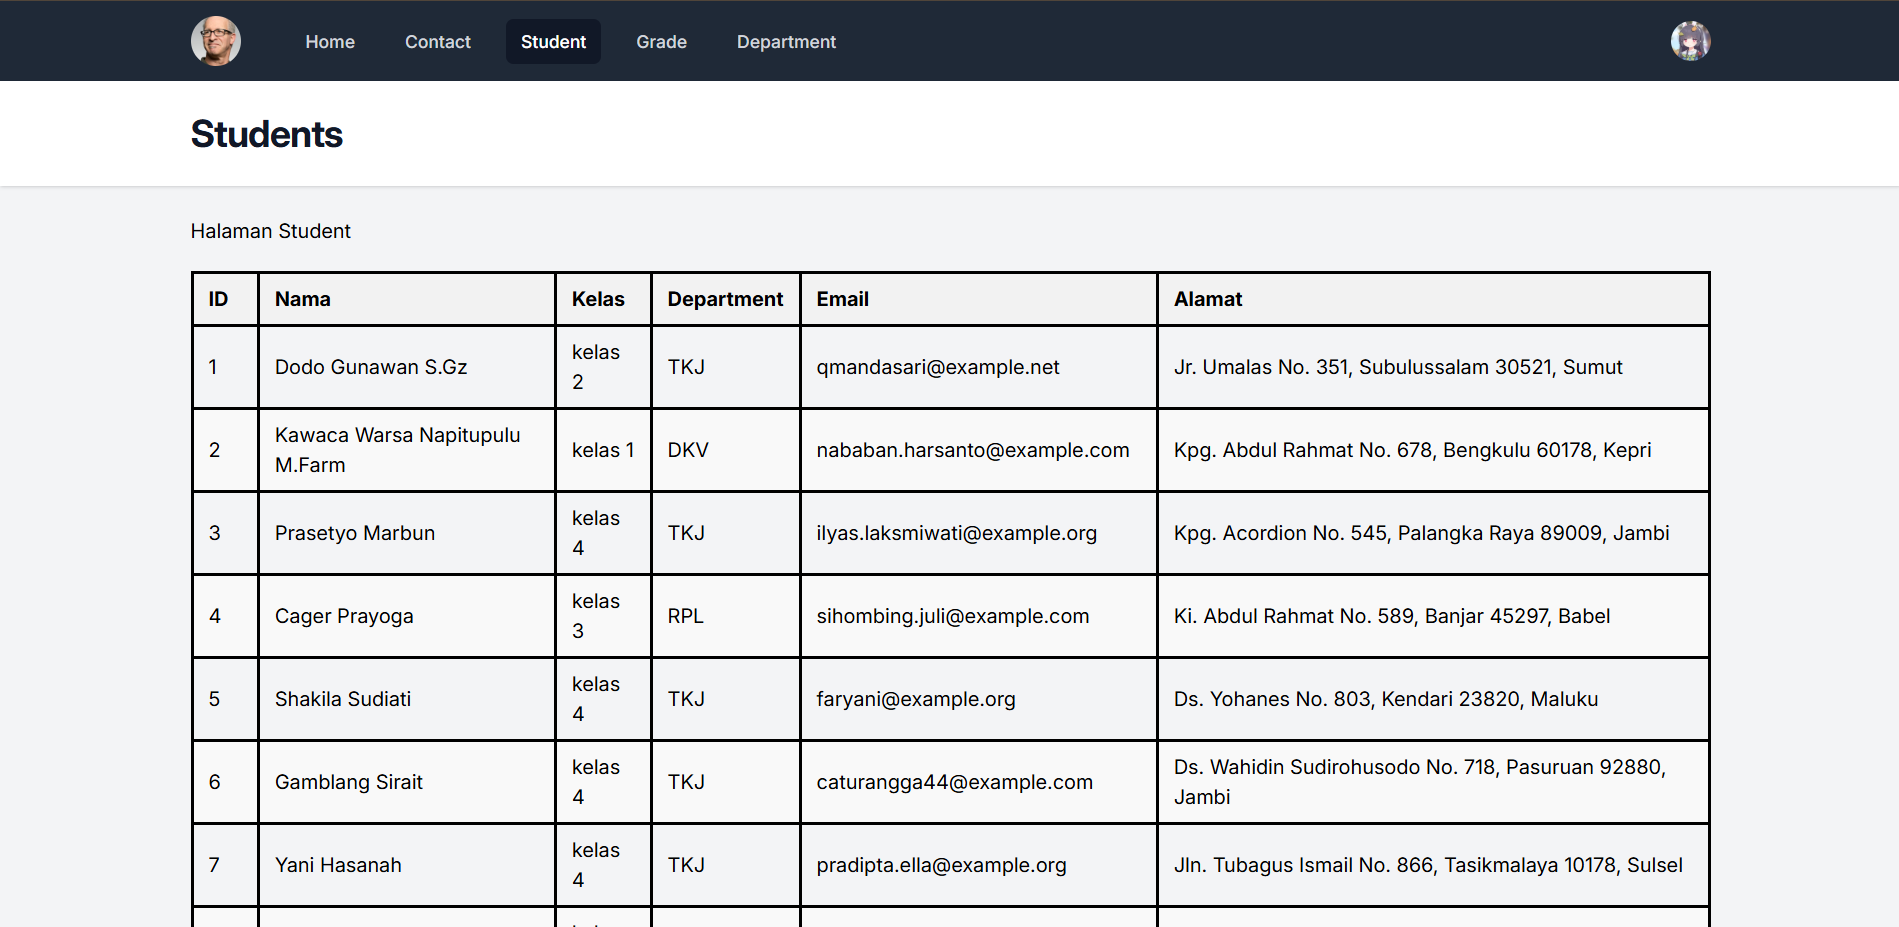 Home Contact Student Grade Department
Students
Halaman Student
ID Nama Kelas Department Email Alamat
1 Dodo Gunawan S.Gz kelas 2 TKJ qmandasari@example.net Jr. Umalas No. 351, Subulussalam 30521, Sumut
2 Kawaca Warsa Napitupulu M.Farm kelas 1 DKV nababan.harsanto@example.com Kpg. Abdul Rahmat No. 678, Bengkulu 60178, Kepri
3 Prasetyo Marbun kelas 4 TKJ ilyas.laksmiwati@example.org Kpg. Acordion No. 545, Palangka Raya 89009, Jambi
4 Cager Prayoga kelas 3 RPL sihombing.juli@example.com Ki. Abdul Rahmat No. 589, Banjar 45297, Babel
5 Shakila Sudiati kelas 4 TKJ faryani@example.org Ds. Yohanes No. 803, Kendari 23820, Maluku
6 Gamblang Sirait kelas 4 TKJ caturangga44@example.com Ds. Wahidin Sudirohusodo No. 718, Pasuruan 92880, Jambi
7 Yani Hasanah kelas 4 TKJ pradipta.ella@example.org Jln. Tubagus Ismail No. 866, Tasikmalaya 10178, Sulsel